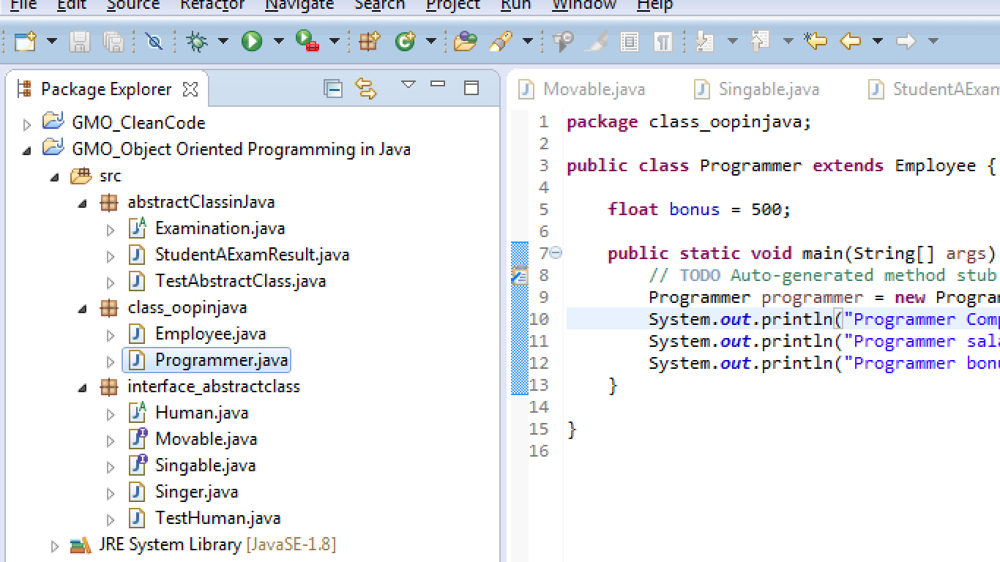 File Edit Source Refactor Navigate Search Project Run Window Help
Package Explorer
GMO_CleanCode
GMO_Object Oriented Programming in Java
src
abstractClassinJava
Examination.java
StudentAExamResult.java
TestAbstractClass.java
class_oopinjava
Employee.java
Programmer.java
interface_abstractclass
Human.java
Movable.java
Singable.java
Singer.java
TestHuman.java
JRE System Library [JavaSE-1.8]
Movable.java Singable.java StudentAExam
1 package class_oopinjava;
2
3 public class Programmer extends Employee {
4
5 float bonus = 500;
6
7 public static void main(String[] args)
8 // TODO Auto-generated method stub
9 Programmer programmer = new Program
10 System.out.println("Programmer Comp
11 System.out.println("Programmer sala
12 System.out.println("Programmer bonu
13 }
14
15 }
16